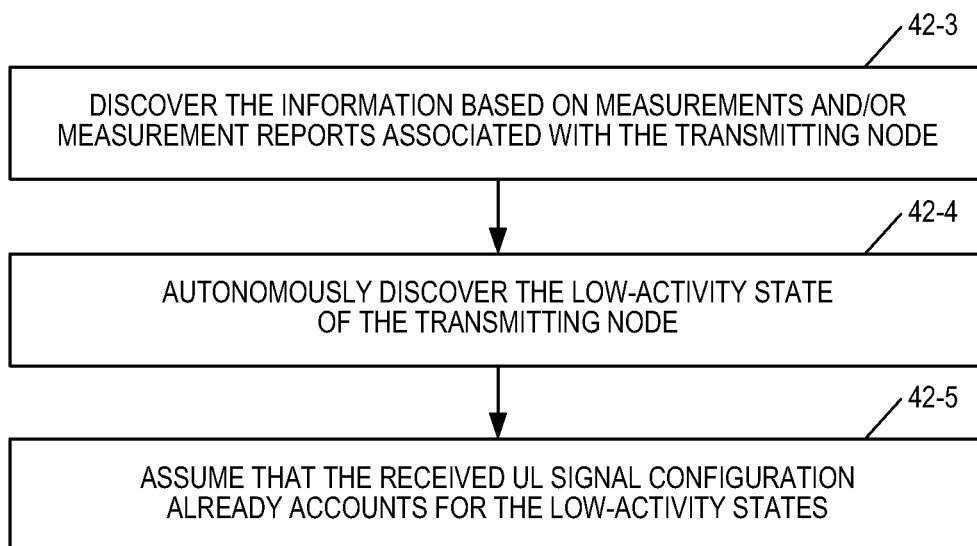 42-3
DISCOVER THE INFORMATION BASED ON MEASUREMENTS AND/OR
MEASUREMENT REPORTS ASSOCIATED WITH THE TRANSMITTING NODE
42-4
AUTONOMOUSLY DISCOVER THE LOW-ACTIVITY STATE
OF THE TRANSMITTING NODE
42-5
ASSUME THAT THE RECEIVED UL SIGNAL CONFIGURATION
ALREADY ACCOUNTS FOR THE LOW-ACTIVITY STATES